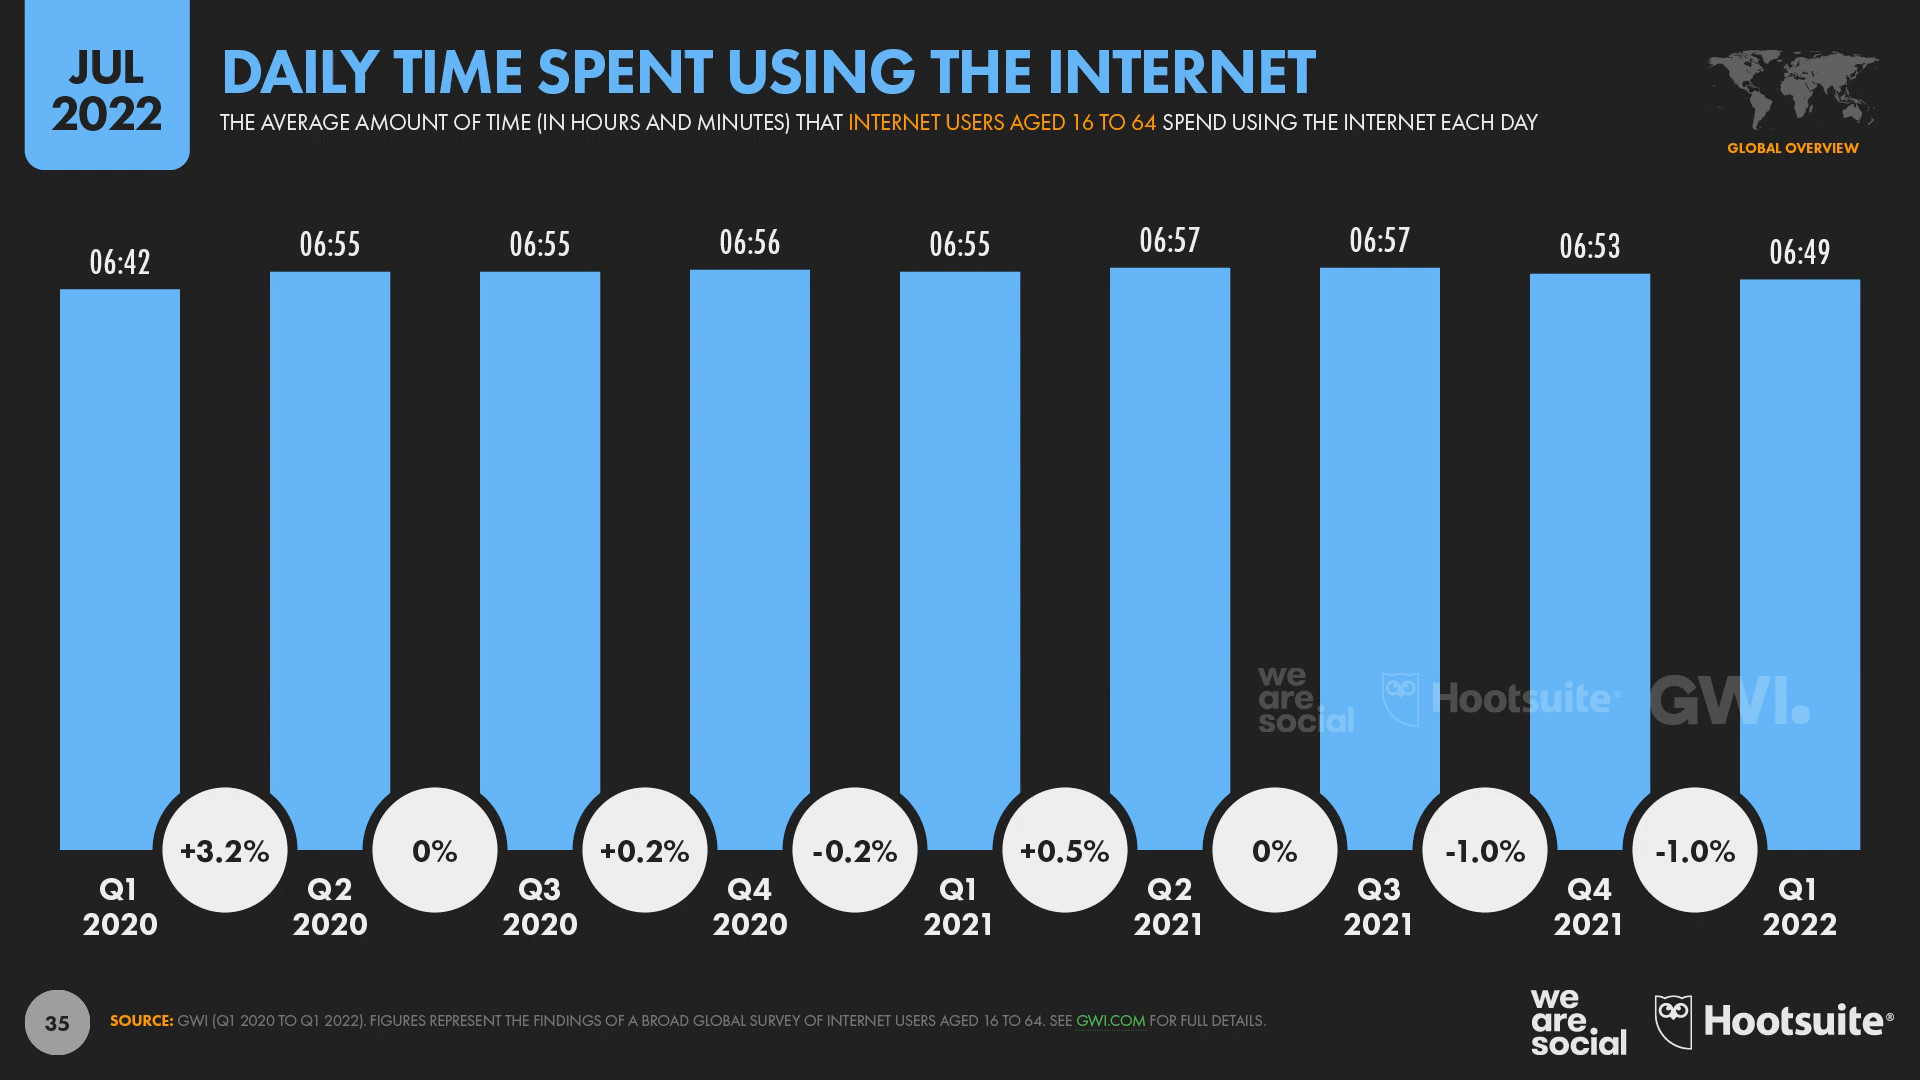 JUL
2022
DAILY TIME SPENT USING THE INTERNET
THE AVERAGE AMOUNT OF TIME (IN HOURS AND MINUTES) THAT INTERNET USERS AGED 16 TO 64 SPEND USING THE INTERNET EACH DAY
GLOBAL OVERVIEW
06:42
06:55
06:55
06:56
06:55
06:57
06:57
06:53
06:49
we
are
social
Hootsuite®
GWI.
+3.2%
0%
+0.2%
-0.2%
+0.5%
0%
-1.0%
-1.0%
Q1
2020
Q2
2020
Q3
2020
Q4
2020
Q1
2021
Q2
2021
Q3
2021
Q4
2021
Q1
2022
35
SOURCE: GWI (Q1 2020 TO Q1 2022). FIGURES REPRESENT THE FINDINGS OF A BROAD GLOBAL SURVEY OF INTERNET USERS AGED 16 TO 64. SEE GWI.COM FOR FULL DETAILS.
we
are
social
Hootsuite®